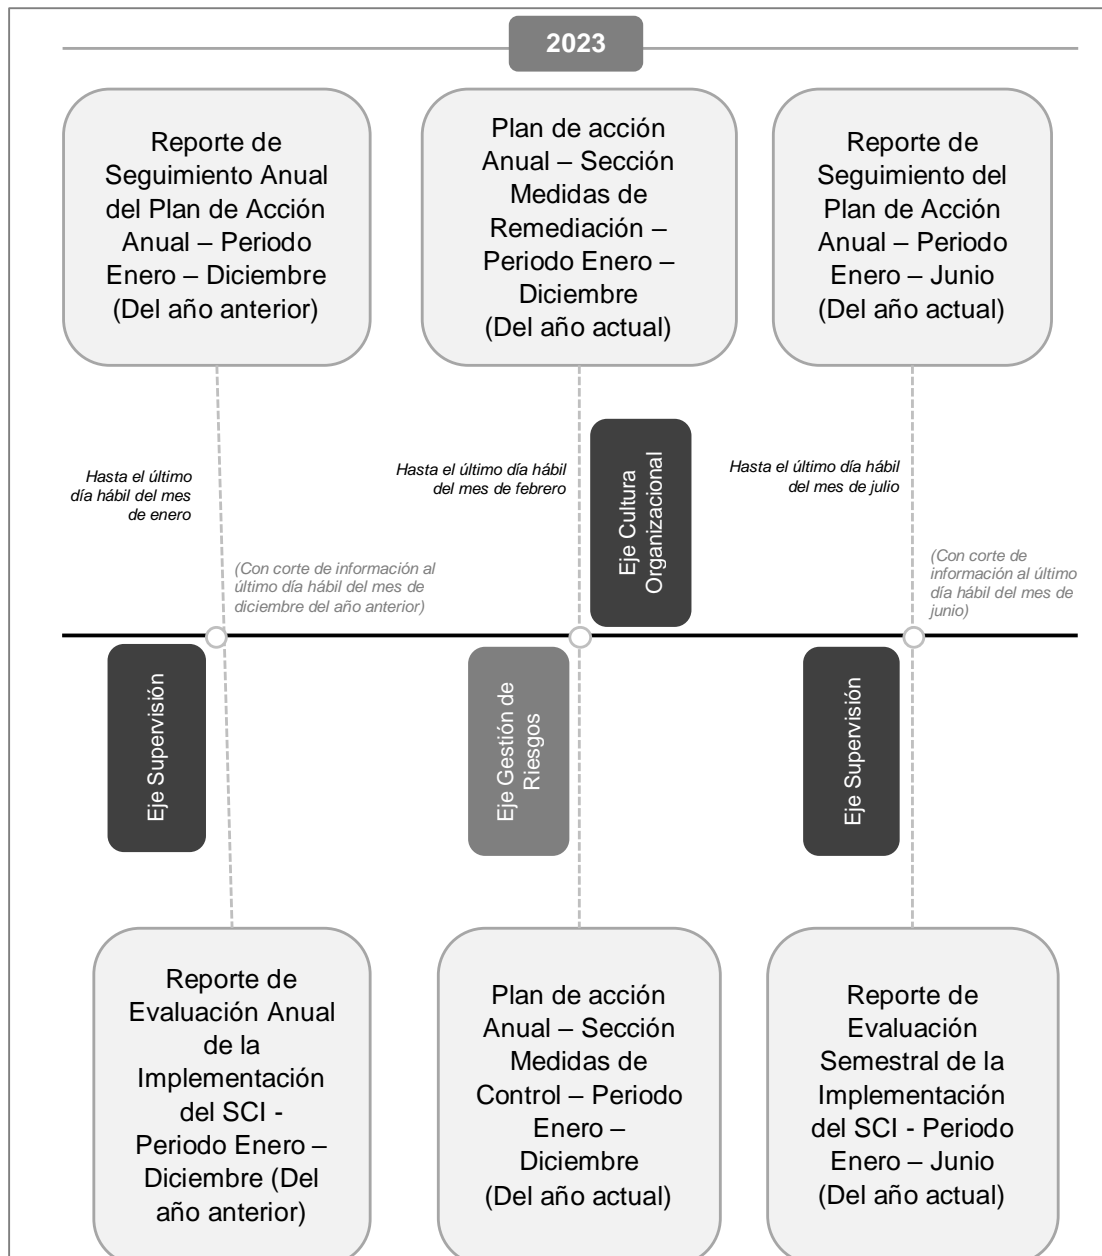 2023
Reporte de
Seguimiento Anual
del Plan de Acción
Anual – Periodo
Enero – Diciembre
(Del año anterior)
Plan de acción
Anual – Sección
Medidas de
Remediación –
Periodo Enero –
Diciembre
(Del año actual)
Reporte de
Seguimiento del
Plan de Acción
Anual – Periodo
Enero – Junio
(Del año actual)
Hasta el último
día hábil del mes
de enero
(Con corte de información al
último día hábil del mes de
diciembre del año anterior)
Hasta el último día hábil
del mes de febrero
Eje Cultura
Organizacional
Hasta el último día hábil
del mes de julio
(Con corte de
información al último
día hábil del mes de
junio)
Eje Supervisión
Eje Gestión de
Riesgos
Eje Supervisión
Reporte de
Evaluación Anual
de la
Implementación
del SCI -
Periodo Enero –
Diciembre (Del
año anterior)
Plan de acción
Anual – Sección
Medidas de
Control – Periodo
Enero –
Diciembre
(Del año actual)
Reporte de
Evaluación
Semestral de la
Implementación
del SCI - Periodo
Enero – Junio
(Del año actual)